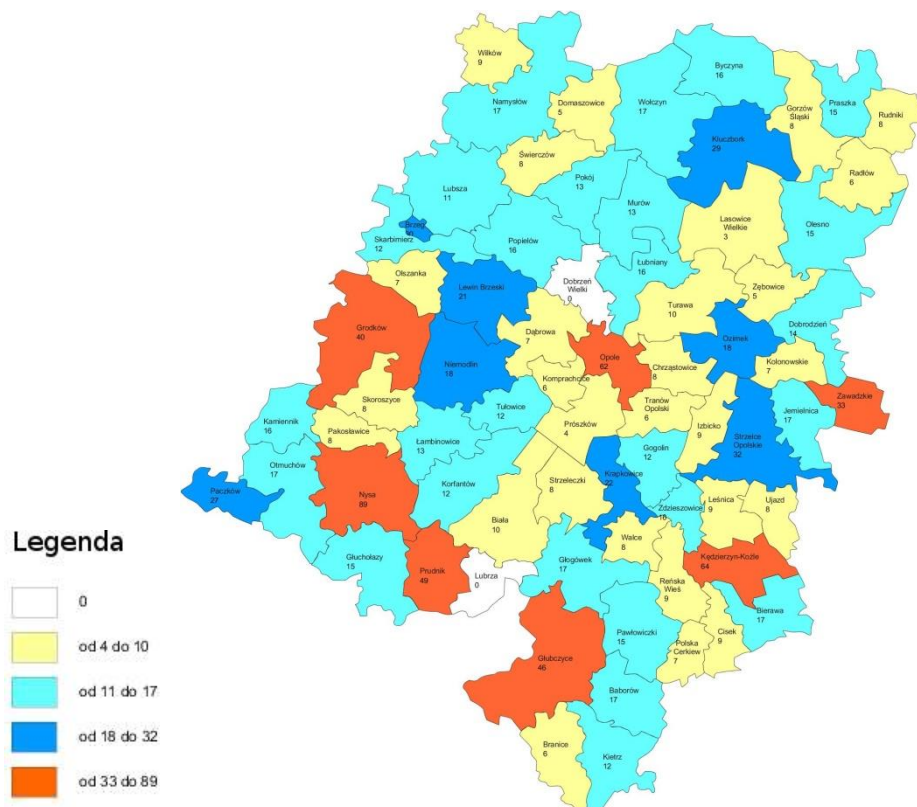 Wilków
9
Namysłów
17
Domaszowice
5
Wołczyn
17
Byczyna
16
Gorzów
Śląski
8
Praszka
15
Rudniki
8
Kluczbork
29
Radłów
6
Świerczów
8
Pokój
13
Murów
13
Lubsza
11
Lasowice
Wielkie
3
Olesno
15
Brzeg
Skarbimierz
12
Popielów
16
Łubniany
16
Dobrzeń
Wielki
0
Olszanka
7
Lewin Brzeski
21
Zębowice
5
Turawa
10
Dobrodzień
14
Grodków
40
Dąbrowa
7
Opole
62
Ozimek
18
Niemodlin
18
Chrząstowice
8
Kolonowskie
7
Komprachcice
6
Zawadzkie
33
Skoroszyce
8
Tułowice
12
Tranów
Opolski
6
Jemielnica
17
Kamiennik
16
Pakosławice
8
Łambinowice
13
Prószków
4
Izbicko
9
Strzelce
Opolskie
32
Gogolin
12
Otmuchów
17
Paczków
27
Nysa
89
Korfantów
12
Strzeleczki
8
Krapkowice
22
Zdzieszowice
16
Leśnica
9
Ujazd
8
Biała
10
Walce
8
Kędzierzyn-Koźle
64
Głuchołazy
15
Prudnik
49
Lubrza
0
Głogówek
17
Reńska
Wieś
9
Bierawa
17
Pawłowiczki
15
Polska
Cerkiew
7
Cisek
9
Głubczyce
46
Baborów
17
Branice
6
Kietrz
12
Legenda
0
od 4 do 10
od 11 do 17
od 18 do 32
od 33 do 89